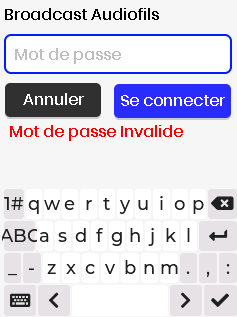 Broadcast Audiofils
Mot de passe
Annuler Se connecter
Mot de passe Invalide
1# q w e r t y u i o p
ABC a s d f g h j k l
_ - z x c v b n m . , :